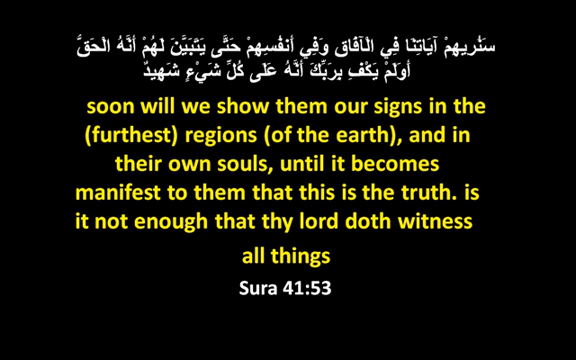 سَنُرِيهِمْ آيَاتِنَا فِي الْآفَاقِ وَفِي أَنفُسِهِمْ حَتَّى يَتَبَيَّنَ لَهُمْ أَنَّهُ الْحَقُّ
أَوَلَمْ يَكْفِ بِرَبِّكَ أَنَّهُ عَلَى كُلِّ شَيْءٍ شَهِيدٌ
soon will we show them our signs in the
(furthest) regions (of the earth), and in
their own souls, until it becomes
manifest to them that this is the truth. is
it not enough that thy lord doth witness
all things
Sura 41:53